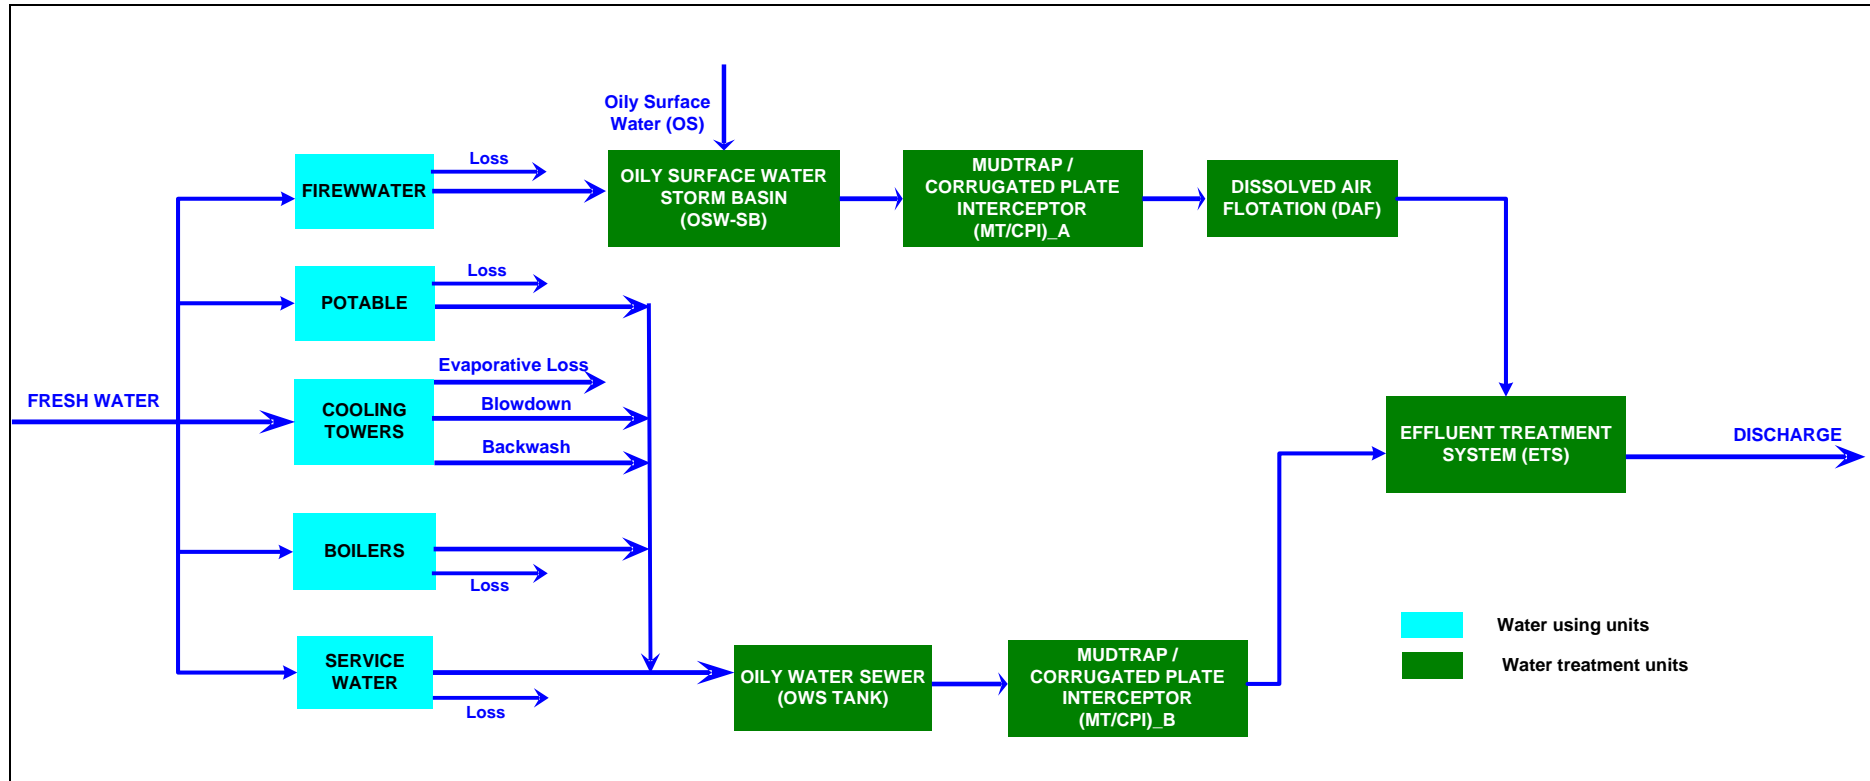 Oily Surface
Water (OS)
Loss
FIREWWATER
OILY SURFACE WATER
STORM BASIN
(OSW-SB)
MUDTRAP /
CORRUGATED PLATE
INTERCEPTOR
(MT/CPI)_A
DISSOLVED AIR
FLOTATION (DAF)
Loss
POTABLE
Evaporative Loss
FRESH WATER
COOLING
TOWERS
Blowdown
Backwash
EFFLUENT TREATMENT
SYSTEM (ETS)
DISCHARGE
BOILERS
Loss
SERVICE
WATER
Loss
OILY WATER SEWER
(OWS TANK)
MUDTRAP /
CORRUGATED PLATE
INTERCEPTOR
(MT/CPI)_B
Water using units
Water treatment units